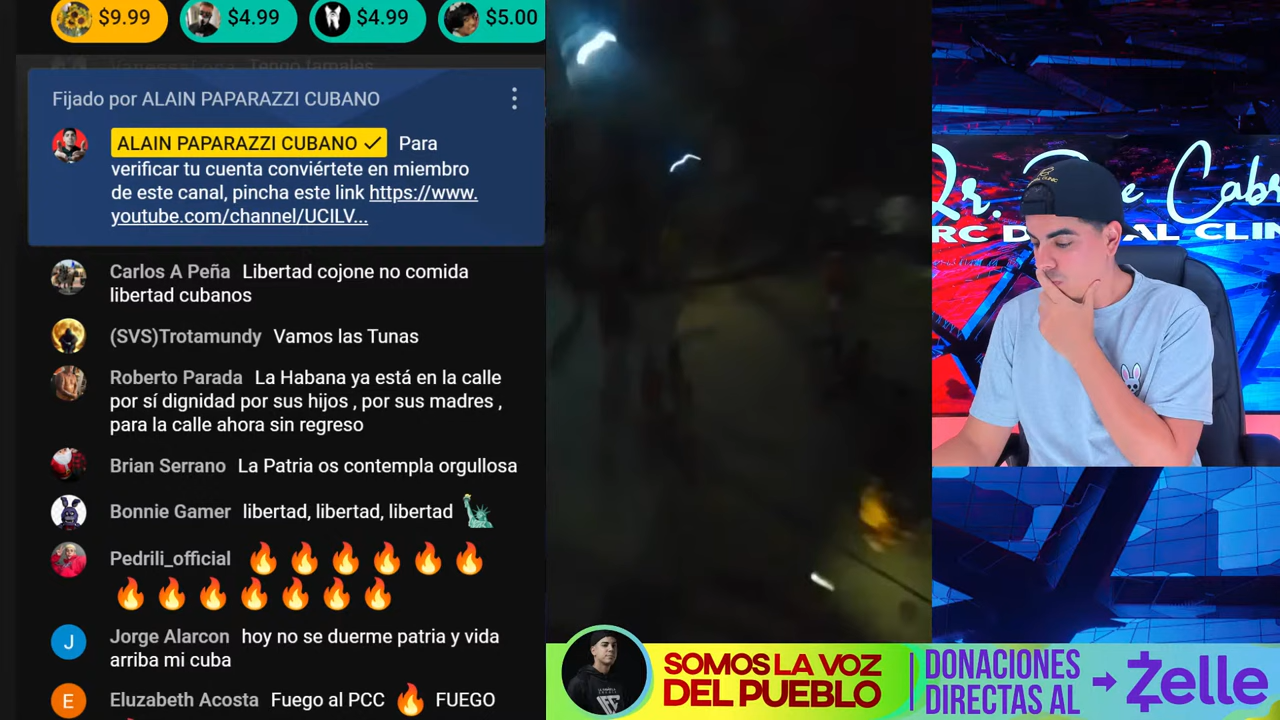 $9.99
$4.99
$4.99
$5.00
Tengo tamales
Fijado por ALAIN PAPARAZZI CUBANO
ALAIN PAPARAZZI CUBANO Para
verificar tu cuenta conviértete en miembro
de este canal, pincha este link https://www.
youtube.com/channel/UCILV...
Carlos A Peña Libertad cojone no comida
libertad cubanos
(SVS)Trotamundy Vamos las Tunas
Roberto Parada La Habana ya está en la calle
por sí dignidad por sus hijos , por sus madres ,
para la calle ahora sin regreso
Brian Serrano La Patria os contempla orgullosa
Bonnie Gamer libertad, libertad, libertad 🗽
Pedrili_official 🔥 🔥 🔥 🔥 🔥 🔥
🔥 🔥 🔥 🔥 🔥 🔥 🔥
J
Jorge Alarcon hoy no se duerme patria y vida
arriba mi cuba
E
Eluzabeth Acosta Fuego al PCC 🔥 FUEGO
SOMOS LA VOZ
DEL PUEBLO
DONACIONES
DIRECTAS AL
Zelle